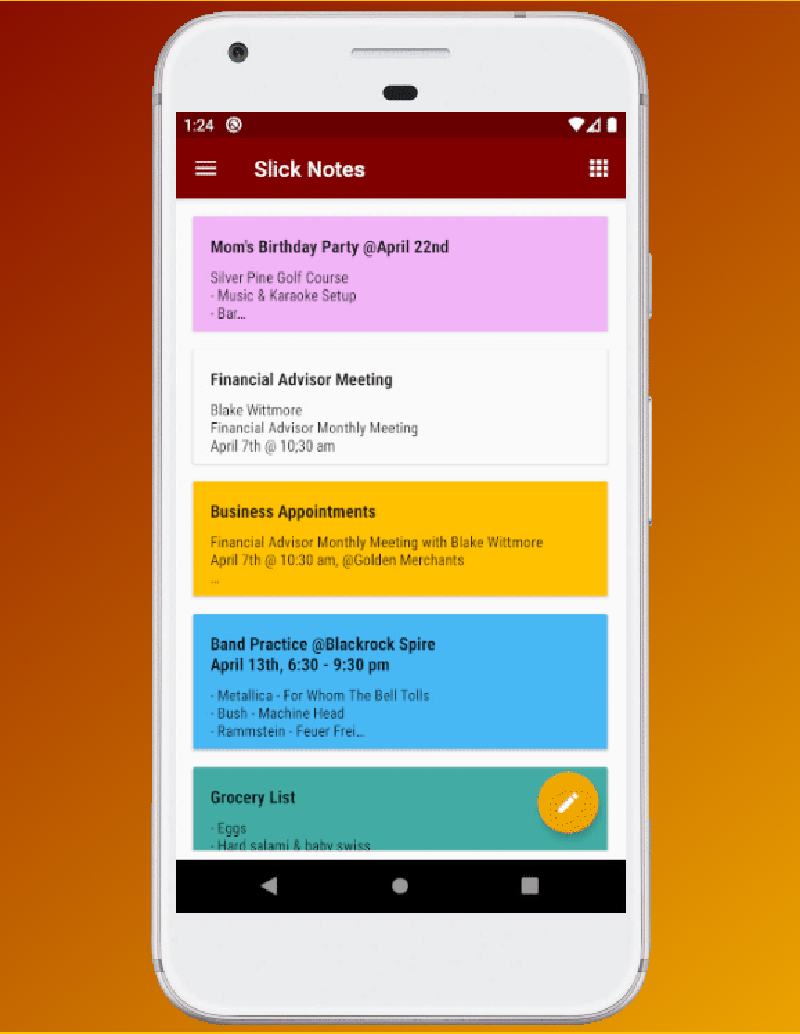 1:24
Slick Notes
Mom's Birthday Party @April 22nd
Silver Pine Golf Course
- Music & Karaoke Setup
- Bar...
Financial Advisor Meeting
Blake Wittmore
Financial Advisor Monthly Meeting
April 7th @ 10;30 am
Business Appointments
Financial Advisor Monthly Meeting with Blake Wittmore
April 7th @ 10:30 am, @Golden Merchants
...
Band Practice @Blackrock Spire
April 13th, 6:30 - 9:30 pm
- Metallica - For Whom The Bell Tolls
- Bush - Machine Head
- Rammstein - Feuer Frei...
Grocery List
- Eggs
- Hard salami & baby swiss